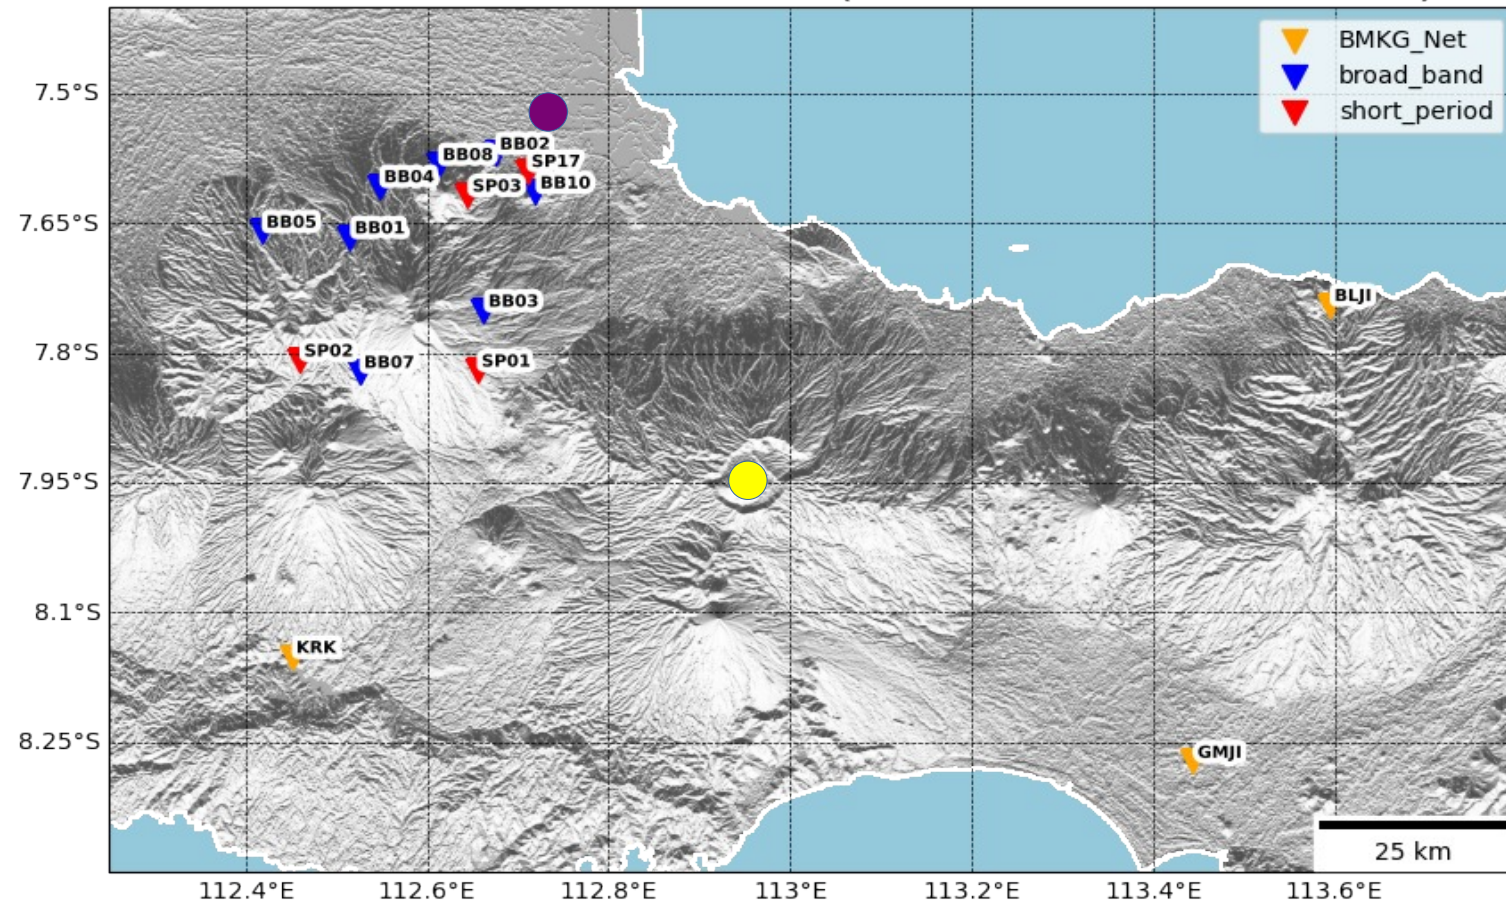 BMKG_Net
broad_band
short_period
7.5°S
7.65°S
7.8°S
7.95°S
8.1°S
8.25°S
BB02
BB08
SP17
BB04
SP03
BB10
BB05
BB01
BB03
BLJI
SP02
BB07
SP01
KRK
GMJI
25 km
112.4°E
112.6°E
112.8°E
113°E
113.2°E
113.4°E
113.6°E